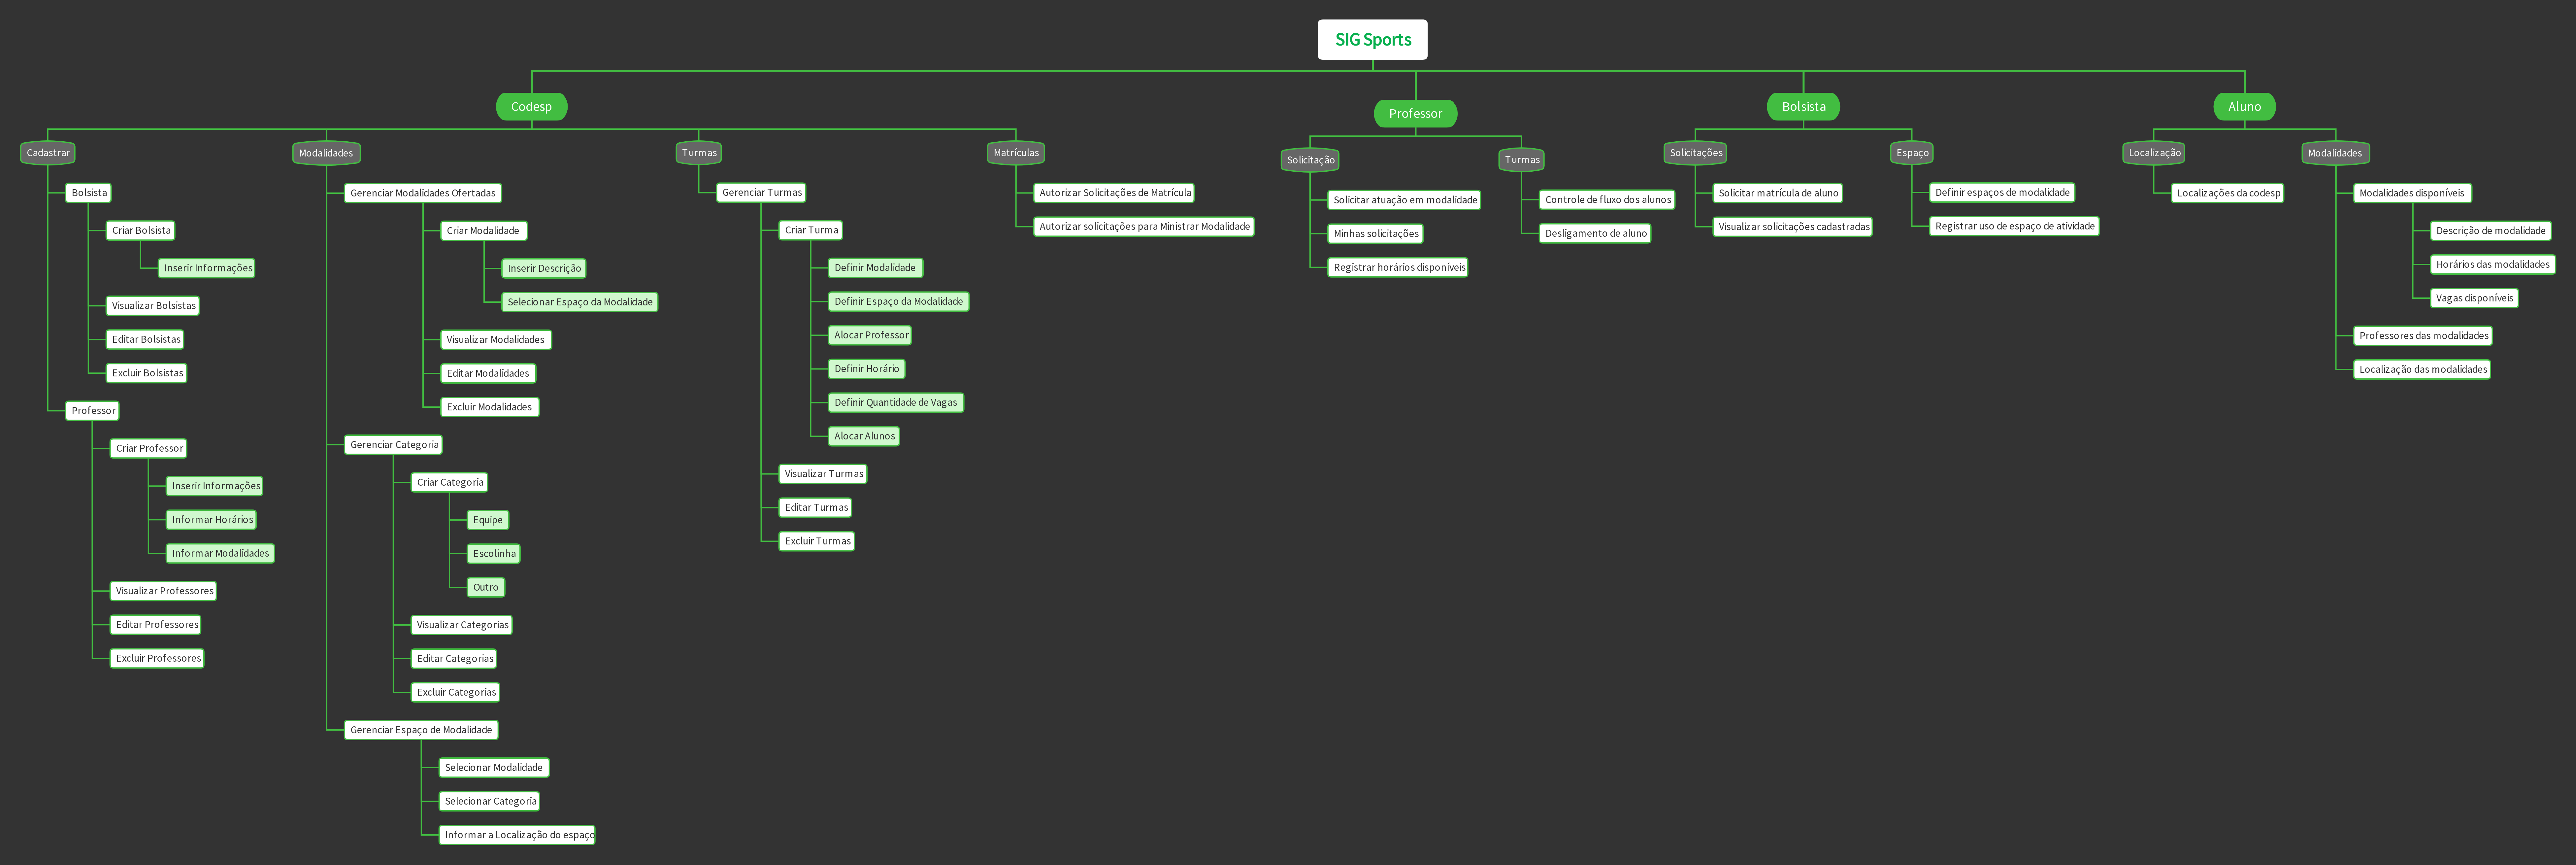 SIG Sports
Codesp
Cadastrar
Bolsista
Criar Bolsista
Inserir Informações
Visualizar Bolsistas
Editar Bolsistas
Excluir Bolsistas
Professor
Criar Professor
Inserir Informações
Informar Horários
Informar Modalidades
Visualizar Professores
Editar Professores
Excluir Professores
Modalidades
Gerenciar Modalidades Ofertadas
Criar Modalidade
Inserir Descrição
Selecionar Espaço da Modalidade
Visualizar Modalidades
Editar Modalidades
Excluir Modalidades
Gerenciar Categoria
Criar Categoria
Equipe
Escolinha
Outro
Visualizar Categorias
Editar Categorias
Excluir Categorias
Gerenciar Espaço de Modalidade
Selecionar Modalidade
Selecionar Categoria
Informar a Localização do espaço
Turmas
Gerenciar Turmas
Criar Turma
Definir Modalidade
Definir Espaço da Modalidade
Alocar Professor
Definir Horário
Definir Quantidade de Vagas
Alocar Alunos
Visualizar Turmas
Editar Turmas
Excluir Turmas
Matrículas
Autorizar Solicitações de Matrícula
Autorizar solicitações para Ministrar Modalidade
Professor
Solicitação
Solicitar atuação em modalidade
Minhas solicitações
Registrar horários disponíveis
Turmas
Controle de fluxo dos alunos
Desligamento de aluno
Bolsista
Solicitações
Solicitar matrícula de aluno
Visualizar solicitações cadastradas
Espaço
Definir espaços de modalidade
Registrar uso de espaço de atividade
Aluno
Localização
Localizações da codesp
Modalidades
Modalidades disponíveis
Descrição de modalidade
Horários das modalidades
Vagas disponíveis
Professores das modalidades
Localização das modalidades